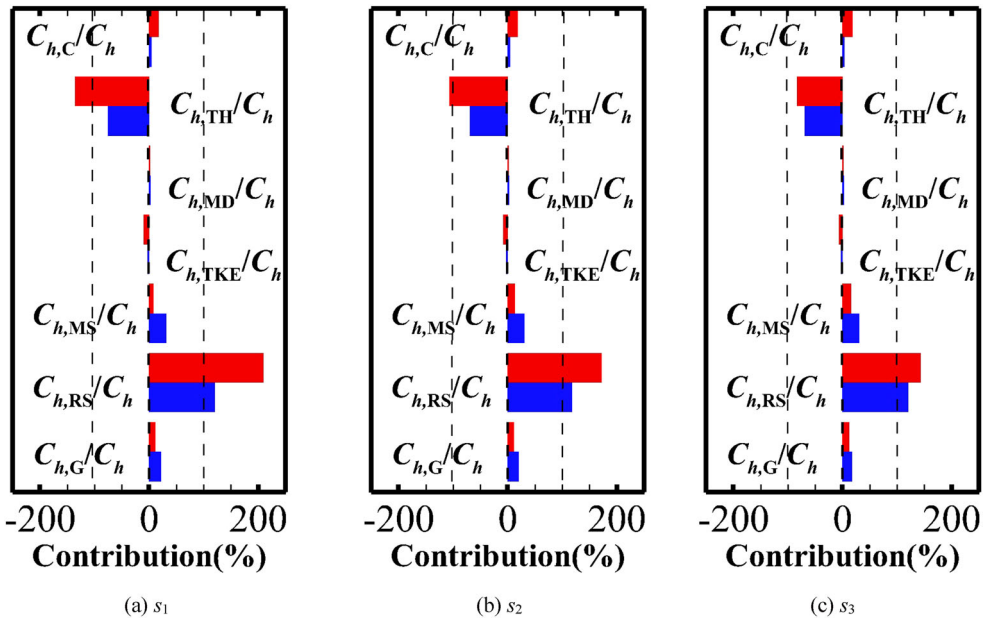 C_h,C/C_h
C_h,TH/C_h
C_h,MD/C_h
C_h,TKE/C_h
C_h,MS/C_h
C_h,RS/C_h
C_h,G/C_h
-200 0 200
Contribution(%)
(a) s₁
C_h,C/C_h
C_h,TH/C_h
C_h,MD/C_h
C_h,TKE/C_h
C_h,MS/C_h
C_h,RS/C_h
C_h,G/C_h
-200 0 200
Contribution(%)
(b) s₂
C_h,C/C_h
C_h,TH/C_h
C_h,MD/C_h
C_h,TKE/C_h
C_h,MS/C_h
C_h,RS/C_h
C_h,G/C_h
-200 0 200
Contribution(%)
(c) s₃